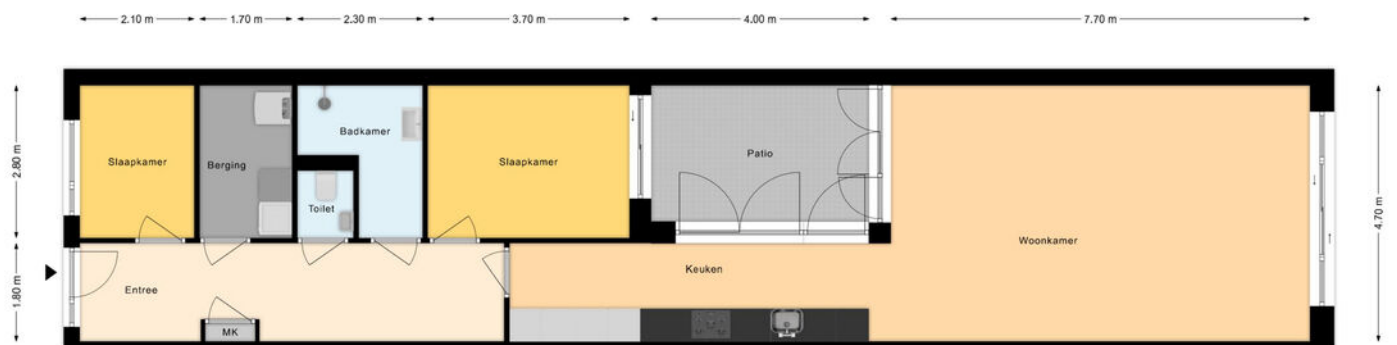 2.10 m
1.70 m
2.30 m
3.70 m
4.00 m
7.70 m
2.80 m
1.80 m
4.70 m
Slaapkamer
Berging
Badkamer
Toilet
Slaapkamer
Patio
Woonkamer
Keuken
Entree
MK